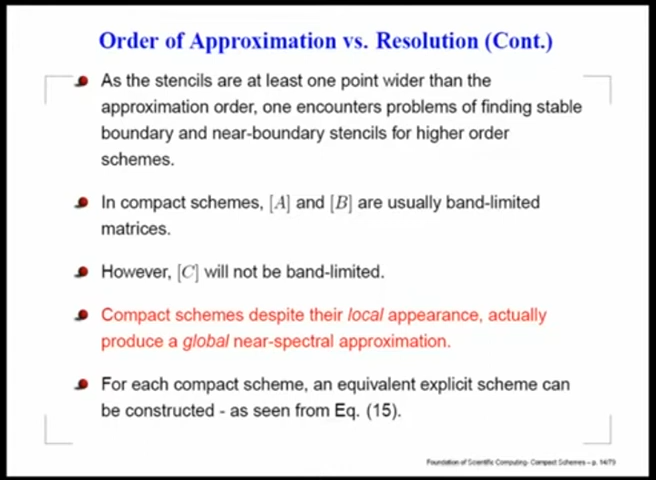 Order of Approximation vs. Resolution (Cont.)
As the stencils are at least one point wider than the
approximation order, one encounters problems of finding stable
boundary and near-boundary stencils for higher order
schemes.
In compact schemes, [A] and [B] are usually band-limited
matrices.
However, [C] will not be band-limited.
Compact schemes despite their local appearance, actually
produce a global near-spectral approximation.
For each compact scheme, an equivalent explicit scheme can
be constructed - as seen from Eq. (15).
Foundation of Scientific Computing- Compact Schemes – p. 14/79